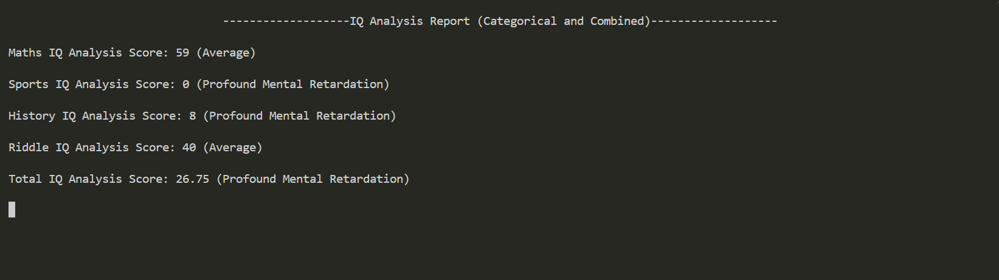 -------------------IQ Analysis Report (Categorical and Combined)-------------------
Maths IQ Analysis Score: 59 (Average)
Sports IQ Analysis Score: 0 (Profound Mental Retardation)
History IQ Analysis Score: 8 (Profound Mental Retardation)
Riddle IQ Analysis Score: 40 (Average)
Total IQ Analysis Score: 26.75 (Profound Mental Retardation)